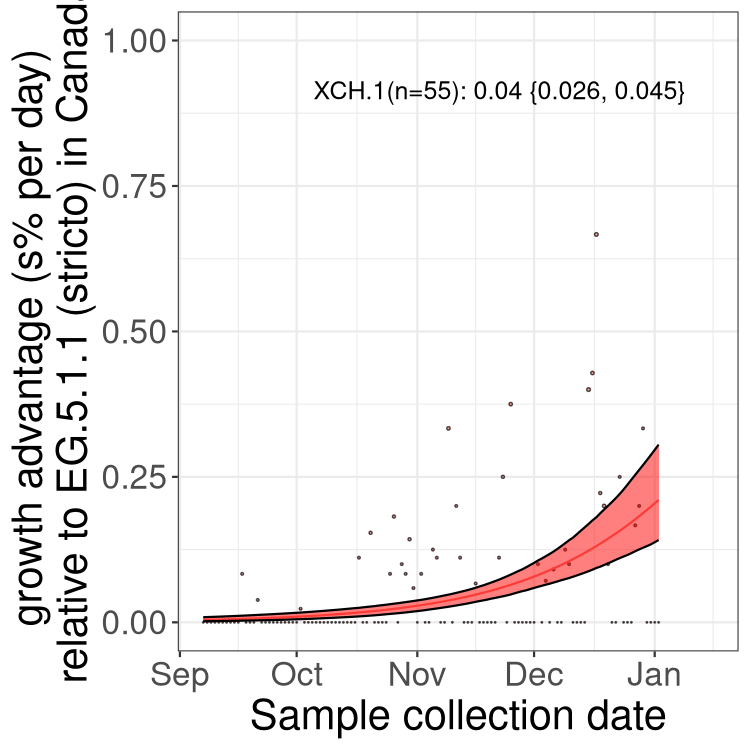 growth advantage (s% per day)
relative to EG.5.1.1 (stricto) in Canada
1.00
0.75
0.50
0.25
0.00
XCH.1(n=55): 0.04 {0.026, 0.045}
Sep Oct Nov Dec Jan
Sample collection date